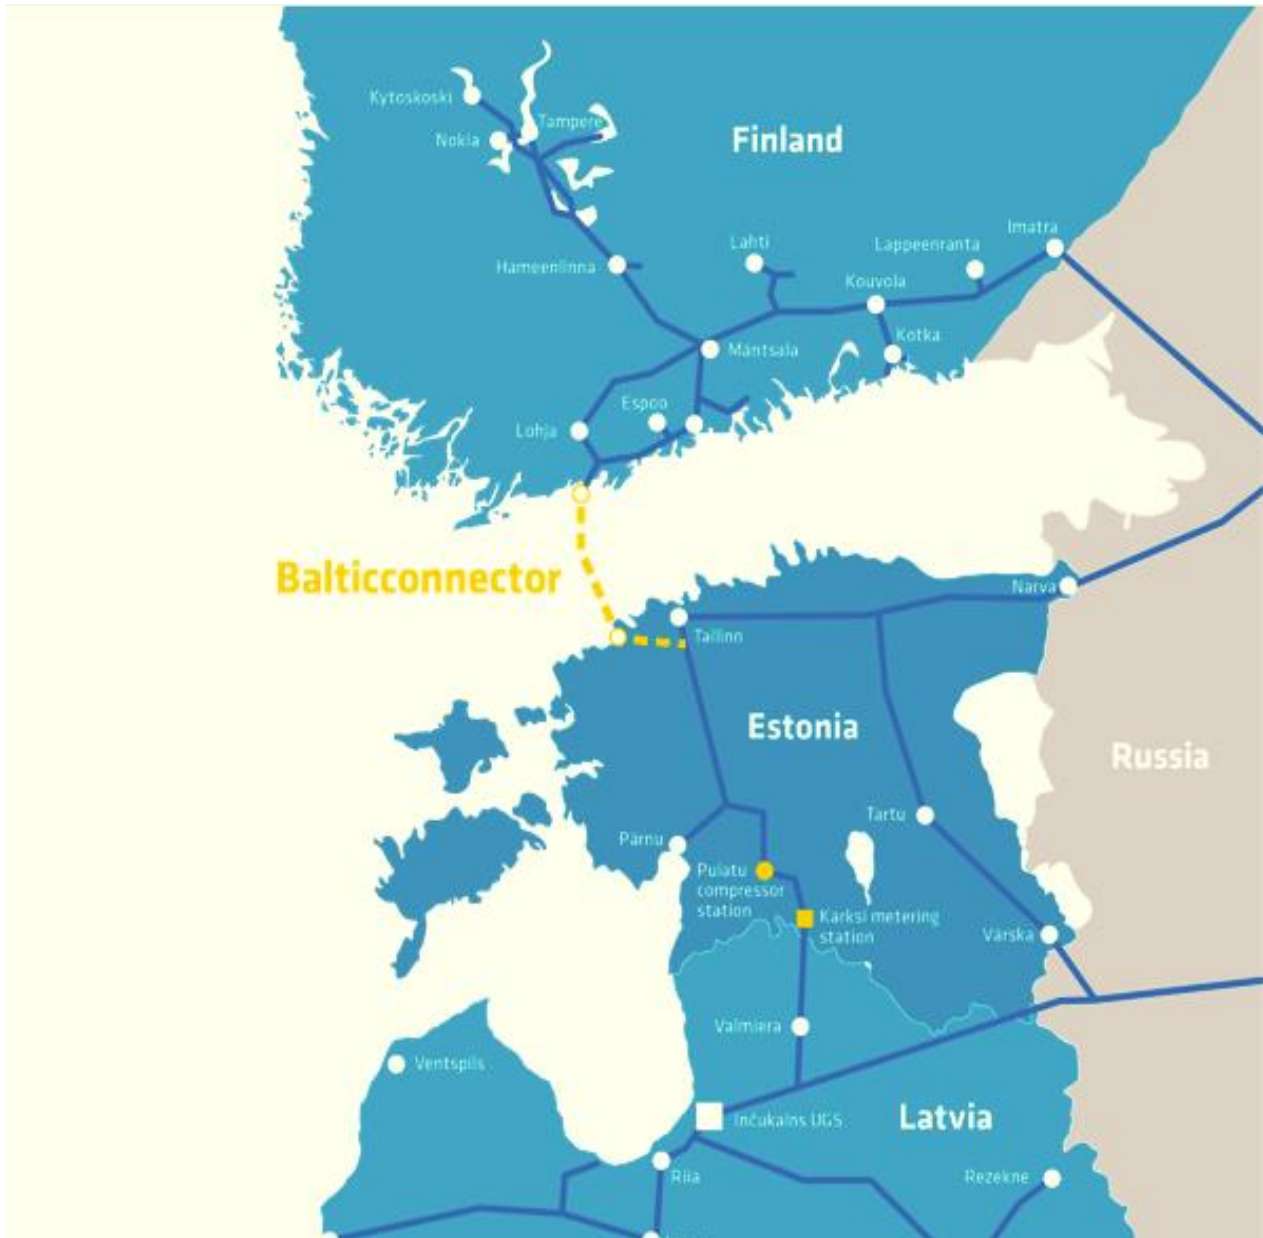 Kytoskoski
Tampere
Nokia
Finland
Imatra
Lahti
Lappeenranta
Hameenlinna
Kouvola
Kotka
Mäntsälä
Espoo
Lohja
Balticconnector
Narva
Tallinn
Estonia
Russia
Tartu
Pärnu
Puiatu
compressor
station
Karksi metering
station
Värska
Valmiera
Ventspils
Inčukalns UGS
Latvia
Riia
Rezekne